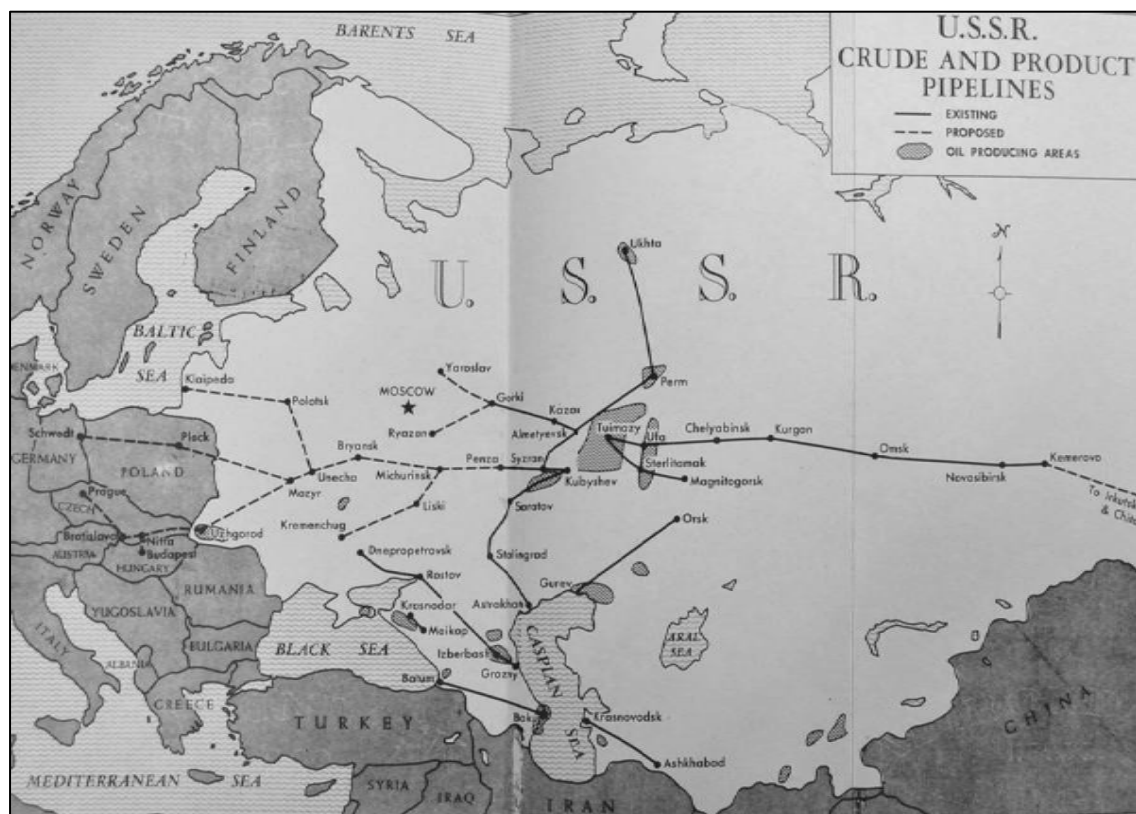 U.S.S.R.
CRUDE AND PRODUCT
PIPELINES
EXISTING
PROPOSED
OIL PRODUCING AREAS
BARENTS SEA
NORWAY
SWEDEN
FINLAND
N
Ukhta
U. S. S. R.
BALTIC
SEA
DENMARK
Klaipeda
Polotsk
Yaroslav
MOSCOW
Gorki
Perm
Kazan
Ryazan
Almetyevsk
Tuimazy
Ufa
Chelyabinsk
Kurgan
Schwedt
Plock
GERMANY
POLAND
Bryansk
Penza
Syzran
Sterlitamak
Omsk
Kemerovo
Unecha
Michurinsk
Kubyshev
Magnitogorsk
Novosibirsk
Mazyr
Prague
CZECH
Liski
Saratov
To Irkutsk
& Chita
Bratislava
Nitra
Uzhgorod
Kremenchug
Orsk
AUSTRIA
Budapest
HUNGARY
Dnepropetrovsk
Stalingrad
RUMANIA
Rostov
Gurev
YUGOSLAVIA
Krasnodar
Astrakhan
Maikop
ITALY
BULGARIA
BLACK SEA
Izberbash
CASPIAN
SEA
ARAL
SEA
ALBANIA
Grozny
Batum
GREECE
TURKEY
Baku
Krasnovodsk
CHINA
Ashkhabad
MEDITERRANEAN SEA
SYRIA
IRAQ
IRAN